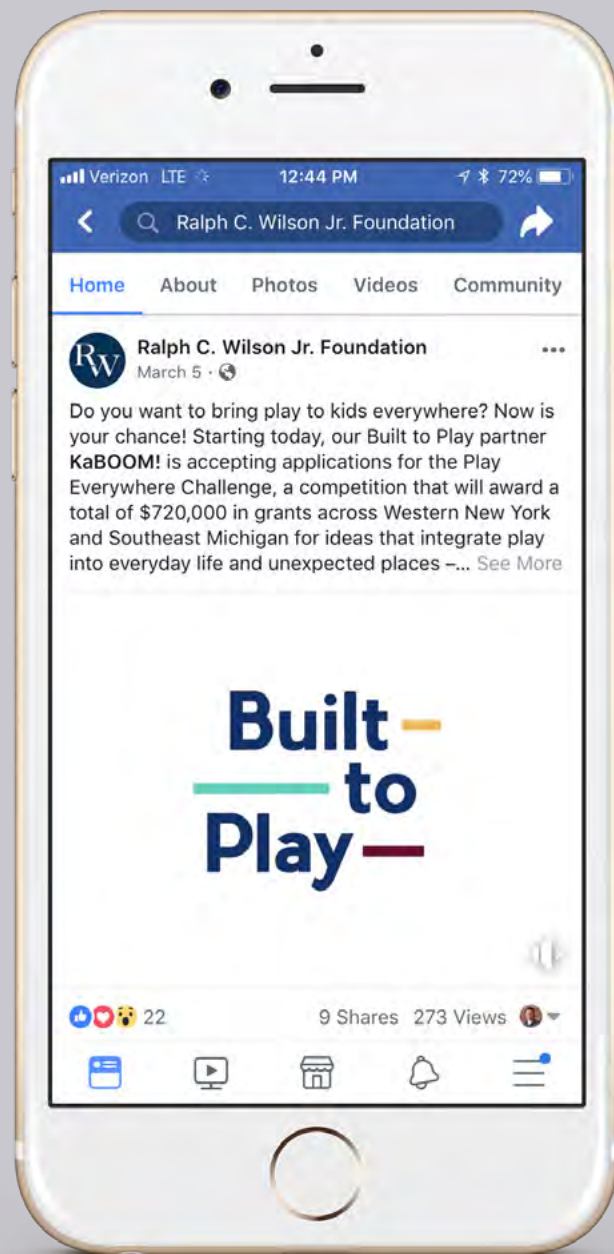 Verizon LTE 12:44 PM 72%
Ralph C. Wilson Jr. Foundation
Home About Photos Videos Community
RW Ralph C. Wilson Jr. Foundation
March 5 ·
Do you want to bring play to kids everywhere? Now is
your chance! Starting today, our Built to Play partner
KaBOOM! is accepting applications for the Play
Everywhere Challenge, a competition that will award a
total of $720,000 in grants across Western New York
and Southeast Michigan for ideas that integrate play
into everyday life and unexpected places –... See More
Built
to
Play
22 9 Shares 273 Views